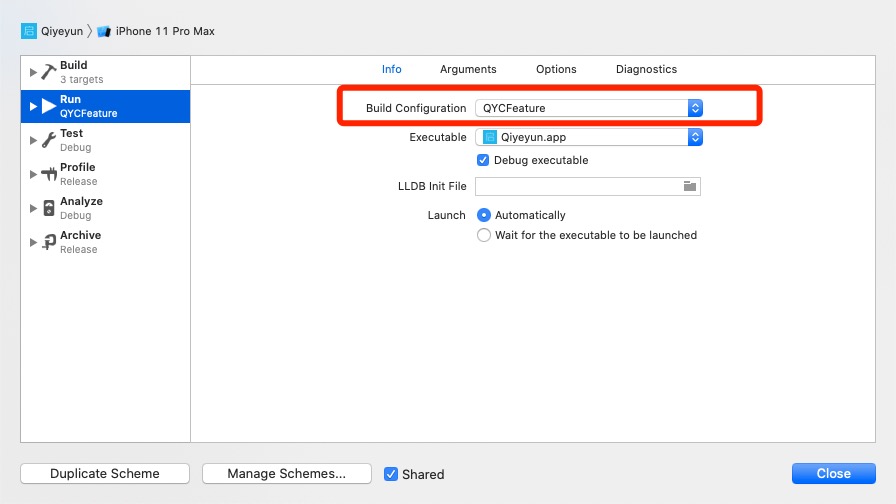 Qiyeyun 〉 iPhone 11 Pro Max
Build
3 targets
Run
QYCFeature
Test
Debug
Profile
Release
Analyze
Debug
Archive
Release
Info Arguments Options Diagnostics
Build Configuration QYCFeature
Executable 启 Qiyeyun.app
Debug executable
LLDB Init File
Launch Automatically
Wait for the executable to be launched
Duplicate Scheme Manage Schemes... Shared Close